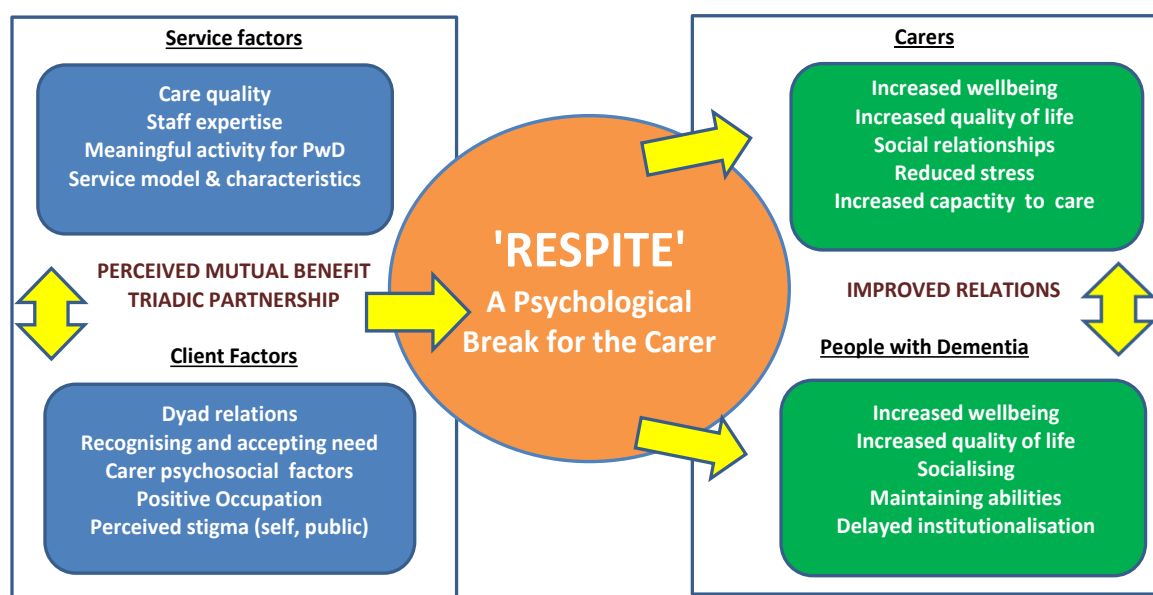 Service factors
Care quality
Staff expertise
Meaningful activity for PwD
Service model & characteristics
PERCEIVED MUTUAL BENEFIT
TRIADIC PARTNERSHIP
Client Factors
Dyad relations
Recognising and accepting need
Carer psychosocial factors
Positive Occupation
Perceived stigma (self, public)
'RESPITE'
A Psychological
Break for the Carer
Carers
Increased wellbeing
Increased quality of life
Social relationships
Reduced stress
Increased capactity to care
IMPROVED RELATIONS
People with Dementia
Increased wellbeing
Increased quality of life
Socialising
Maintaining abilities
Delayed institutionalisation